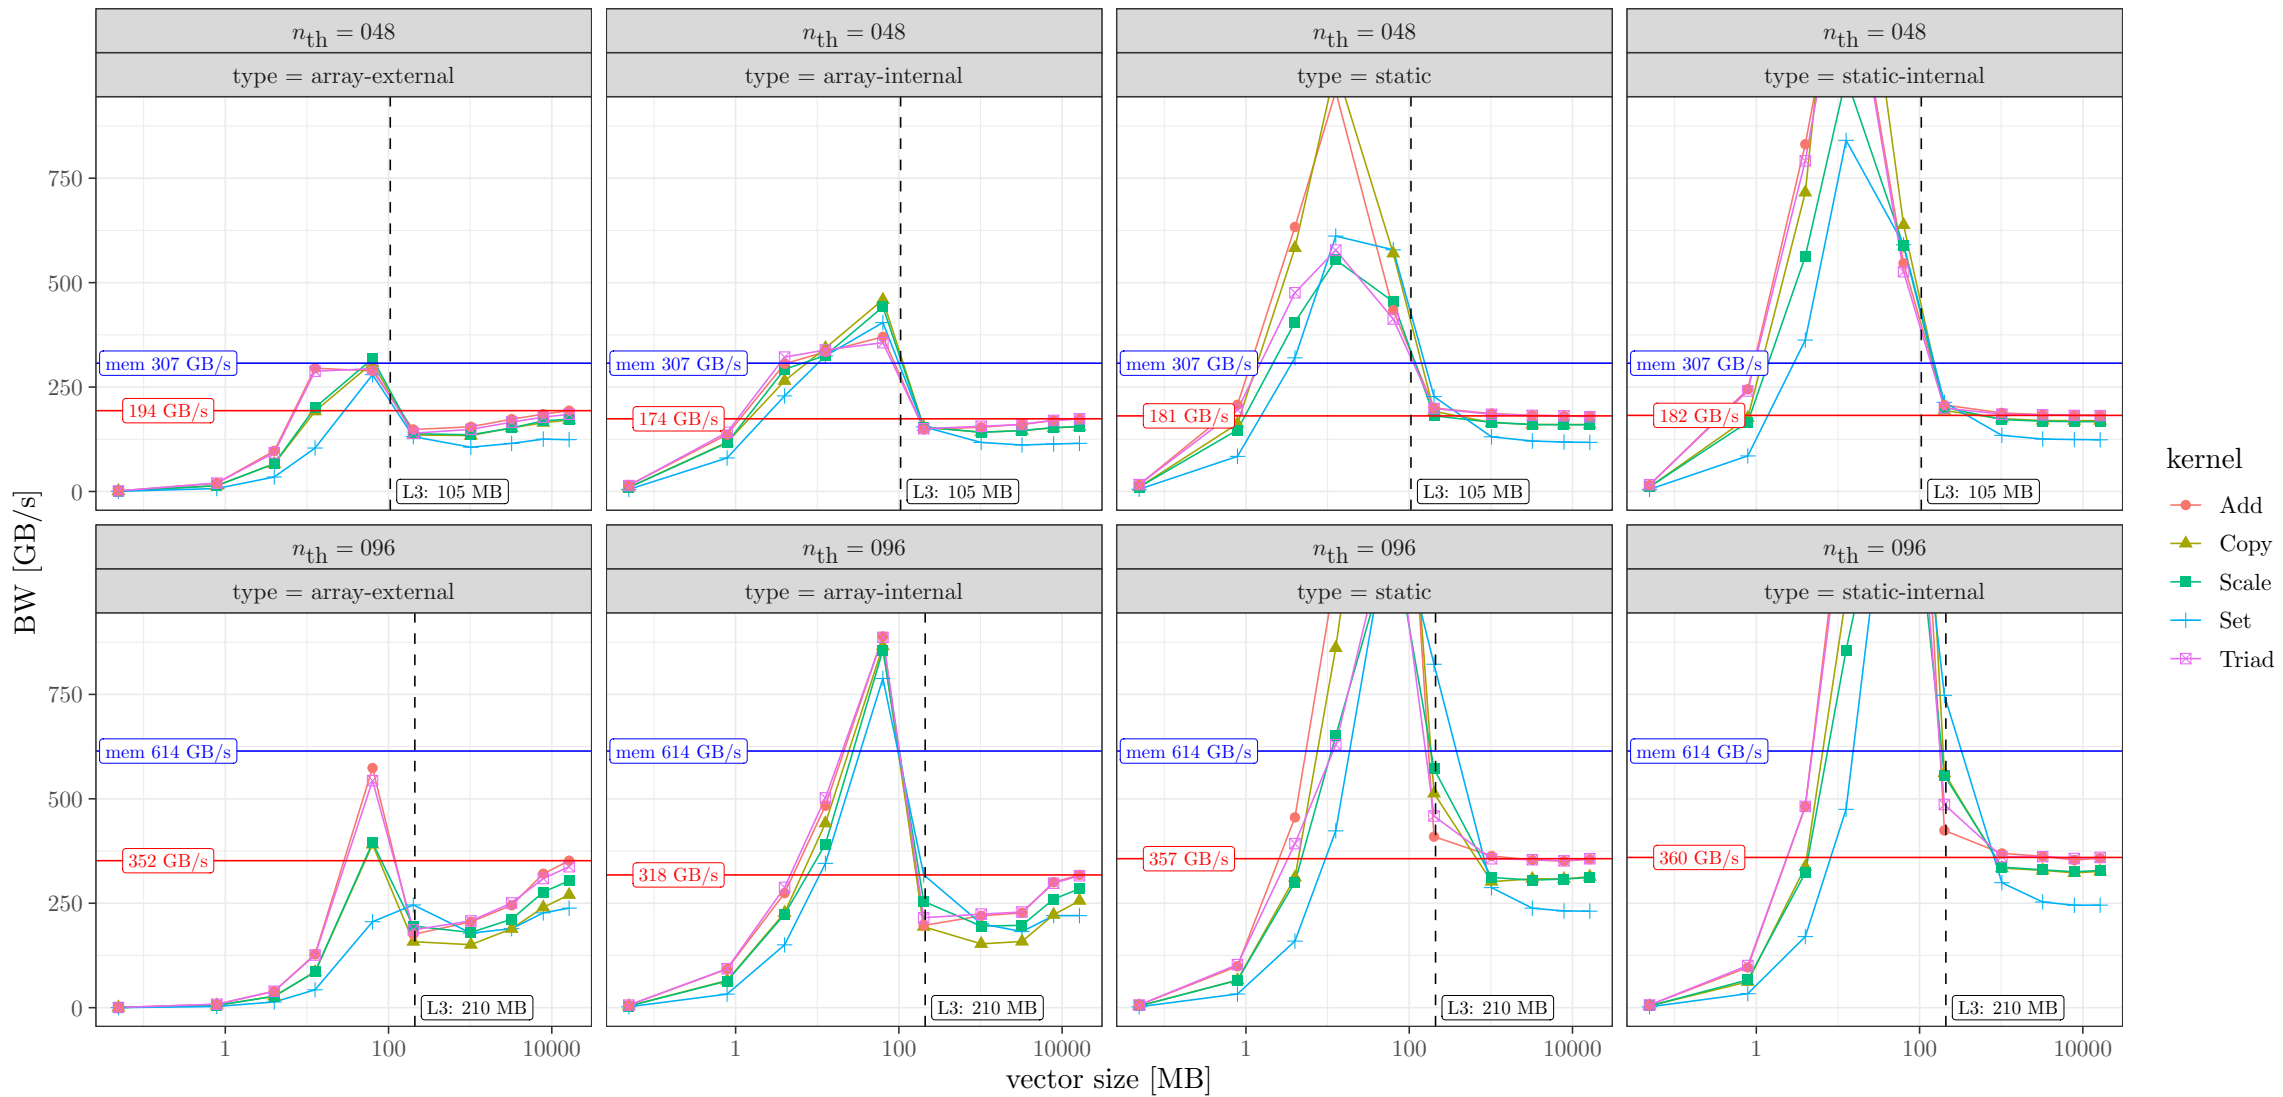 n_th = 048
type = array-external
n_th = 048
type = array-internal
n_th = 048
type = static
n_th = 048
type = static-internal
750
500
250
0
mem 307 GB/s
194 GB/s
L3: 105 MB
mem 307 GB/s
174 GB/s
L3: 105 MB
mem 307 GB/s
181 GB/s
L3: 105 MB
mem 307 GB/s
182 GB/s
L3: 105 MB
BW [GB/s]
n_th = 096
type = array-external
n_th = 096
type = array-internal
n_th = 096
type = static
n_th = 096
type = static-internal
750
500
250
0
mem 614 GB/s
352 GB/s
L3: 210 MB
mem 614 GB/s
318 GB/s
L3: 210 MB
mem 614 GB/s
357 GB/s
L3: 210 MB
mem 614 GB/s
360 GB/s
L3: 210 MB
1 100 10000
1 100 10000
1 100 10000
1 100 10000
vector size [MB]
kernel
Add
Copy
Scale
Set
Triad